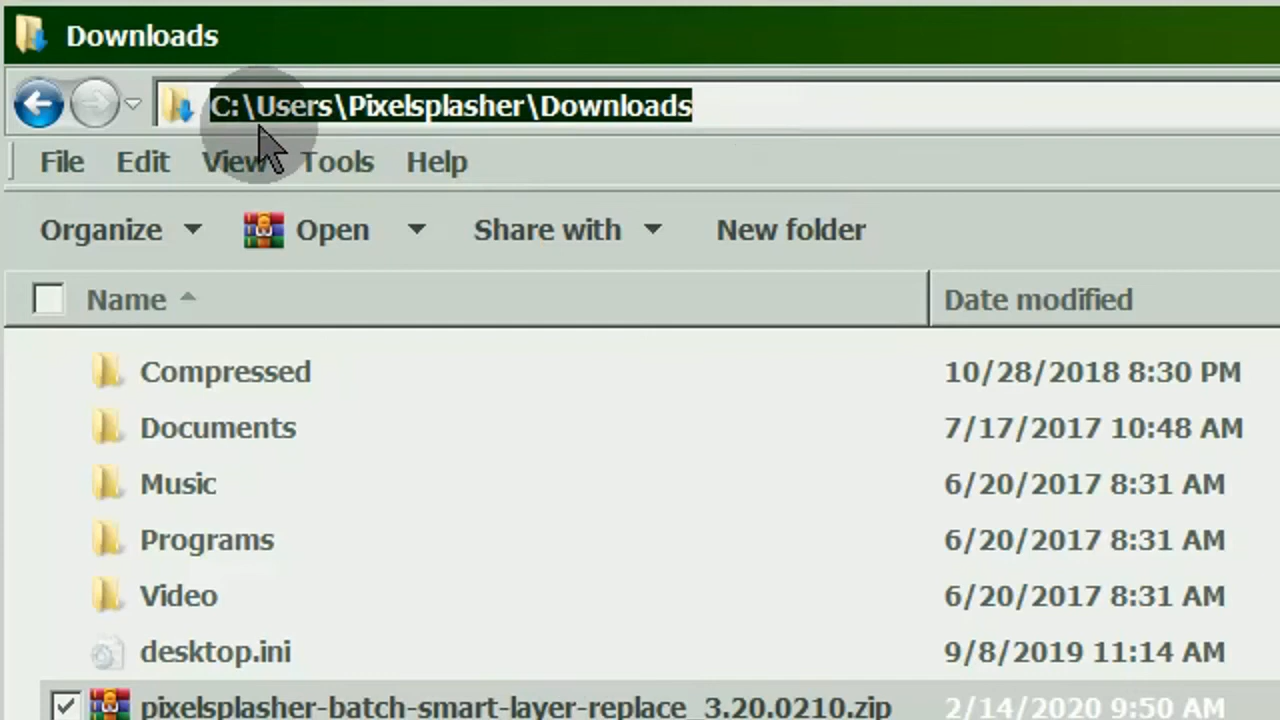 Downloads
C:\Users\Pixelsplasher\Downloads
File Edit View Tools Help
Organize Open Share with New folder
Name Date modified
Compressed 10/28/2018 8:30 PM
Documents 7/17/2017 10:48 AM
Music 6/20/2017 8:31 AM
Programs 6/20/2017 8:31 AM
Video 6/20/2017 8:31 AM
desktop.ini 9/8/2019 11:14 AM
pixelsplasher-batch-smart-layer-replace_3.20.0210.zip 2/14/2020 9:50 AM